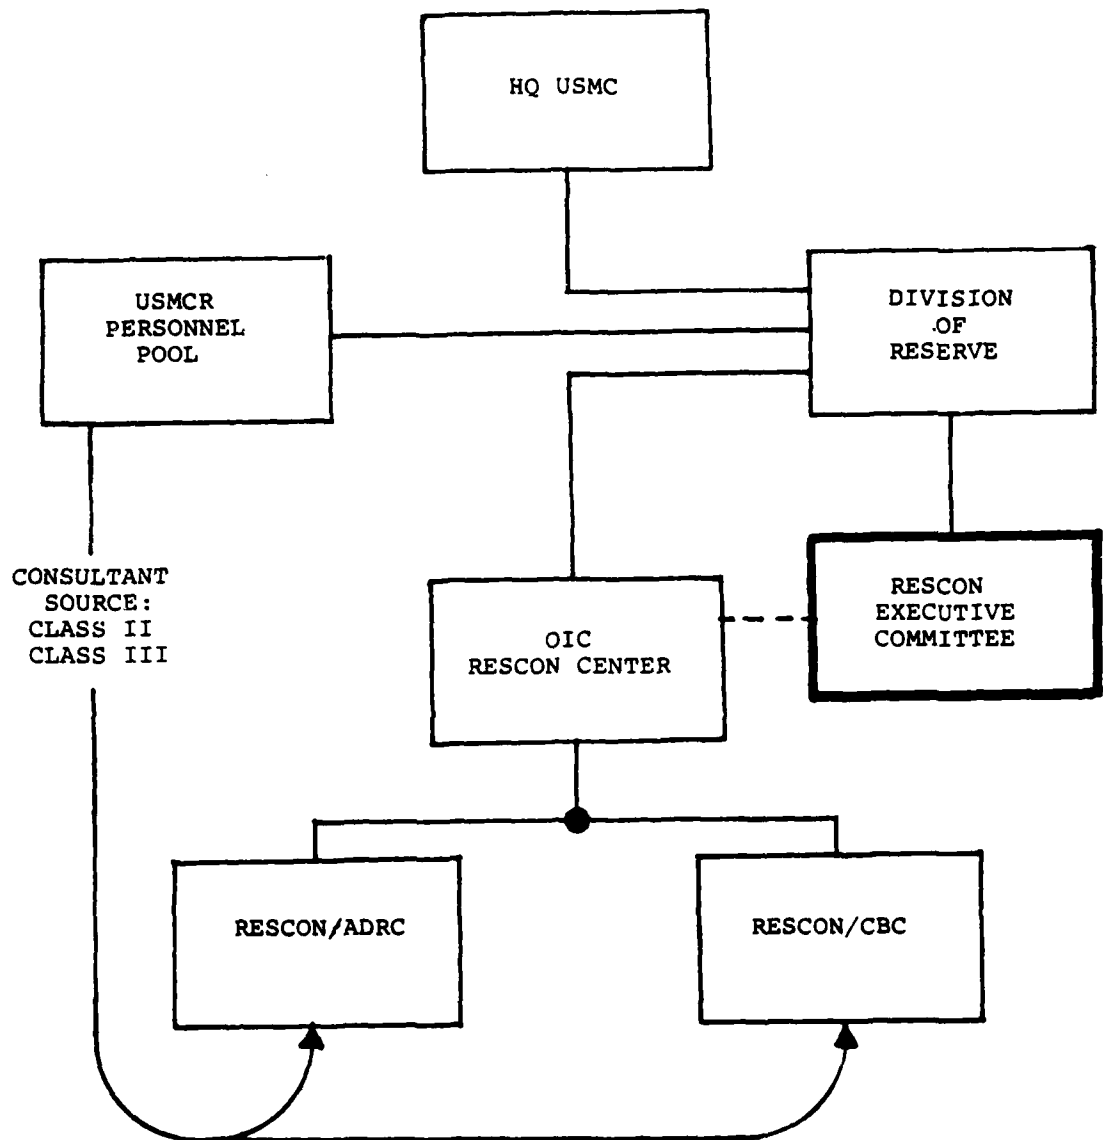 HQ USMC
USMCR
PERSONNEL
POOL
DIVISION
OF
RESERVE
CONSULTANT
SOURCE:
CLASS II
CLASS III
OIC
RESCON CENTER
RESCON
EXECUTIVE
COMMITTEE
RESCON/ADRC
RESCON/CBC